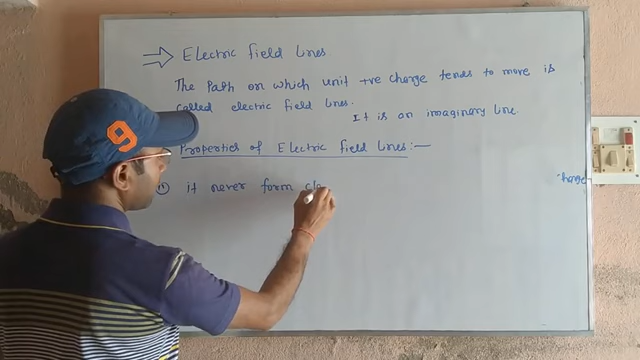 ⇒ Electric field lines
The Path on which unit +ve charge tends to move is
called electric field lines.
It is an imaginary line.
Properties of Electric field lines:—
① it never form clo
9